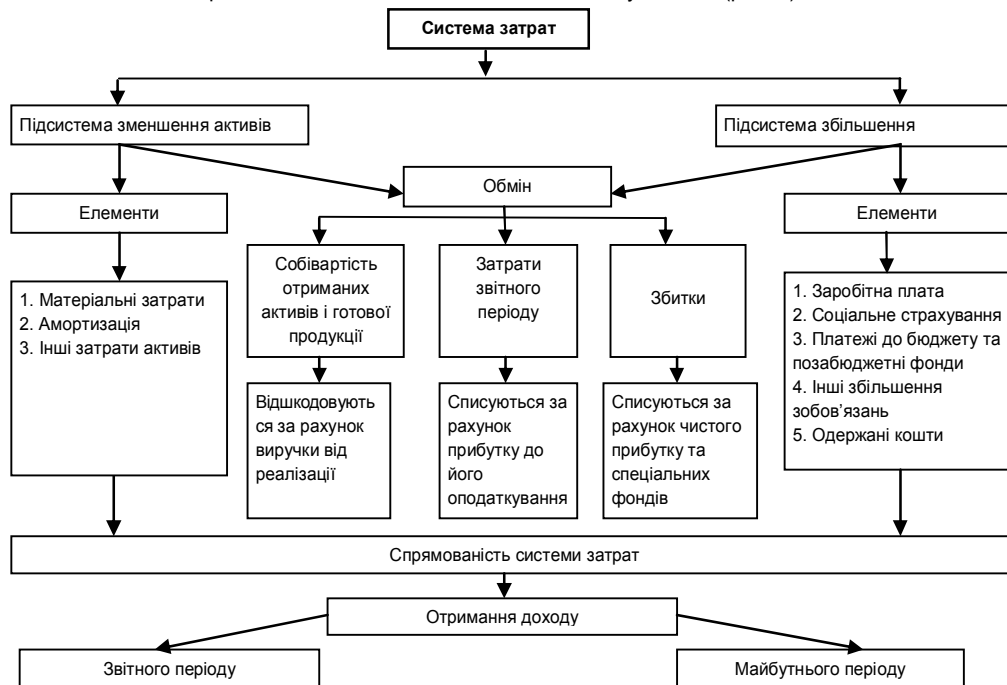 Система затрат
Підсистема зменшення активів
Підсистема збільшення
Обмін
Елементи
Елементи
1. Матеріальні затрати
2. Амортизація
3. Інші затрати активів
Собівартість
отриманих
активів і готової
продукції
Затрати
звітного
періоду
Збитки
1. Заробітна плата
2. Соціальне страхування
3. Платежі до бюджету та
позабюджетні фонди
4. Інші збільшення
зобов’язань
5. Одержані кошти
Відшкодовують
ся за рахунок
виручки від
реалізації
Списуються за
рахунок
прибутку до
його
оподаткування
Списуються за
рахунок чистого
прибутку та
спеціальних
фондів
Спрямованість системи затрат
Отримання доходу
Звітного періоду
Майбутнього періоду